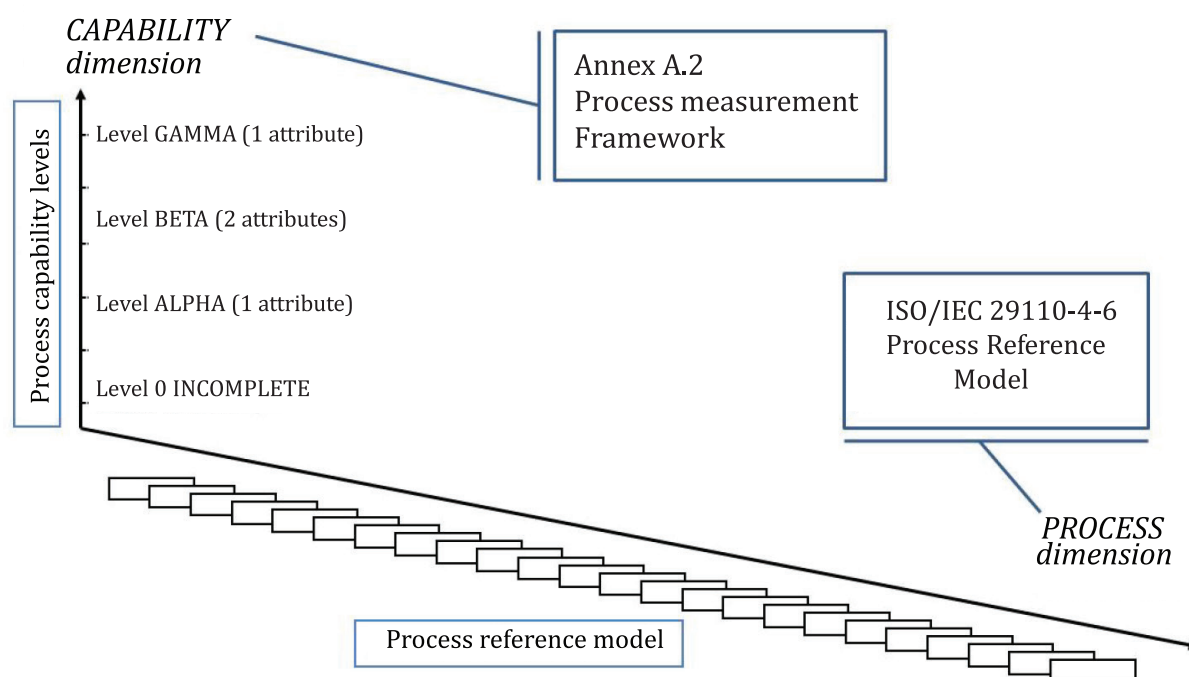 CAPABILITY
dimension
Annex A.2
Process measurement
Framework
Process capability levels
Level GAMMA (1 attribute)
Level BETA (2 attributes)
Level ALPHA (1 attribute)
Level 0 INCOMPLETE
ISO/IEC 29110-4-6
Process Reference
Model
PROCESS
dimension
Process reference model